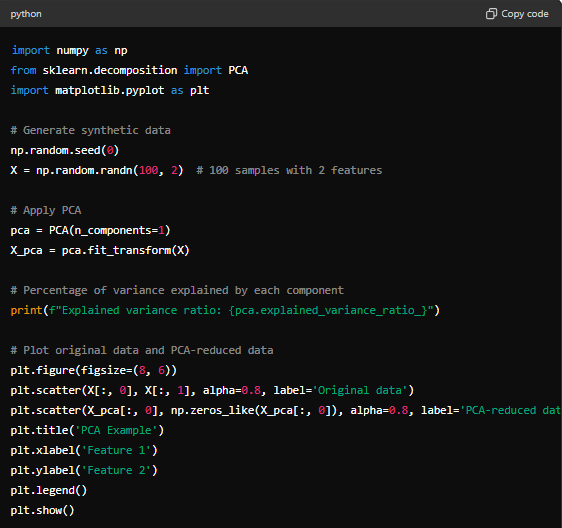 python Copy code
import numpy as np
from sklearn.decomposition import PCA
import matplotlib.pyplot as plt
# Generate synthetic data
np.random.seed(0)
X = np.random.randn(100, 2)  # 100 samples with 2 features
# Apply PCA
pca = PCA(n_components=1)
X_pca = pca.fit_transform(X)
# Percentage of variance explained by each component
print(f"Explained variance ratio: {pca.explained_variance_ratio_}")
# Plot original data and PCA-reduced data
plt.figure(figsize=(8, 6))
plt.scatter(X[:, 0], X[:, 1], alpha=0.8, label='Original data')
plt.scatter(X_pca[:, 0], np.zeros_like(X_pca[:, 0]), alpha=0.8, label='PCA-reduced dat
plt.title('PCA Example')
plt.xlabel('Feature 1')
plt.ylabel('Feature 2')
plt.legend()
plt.show()